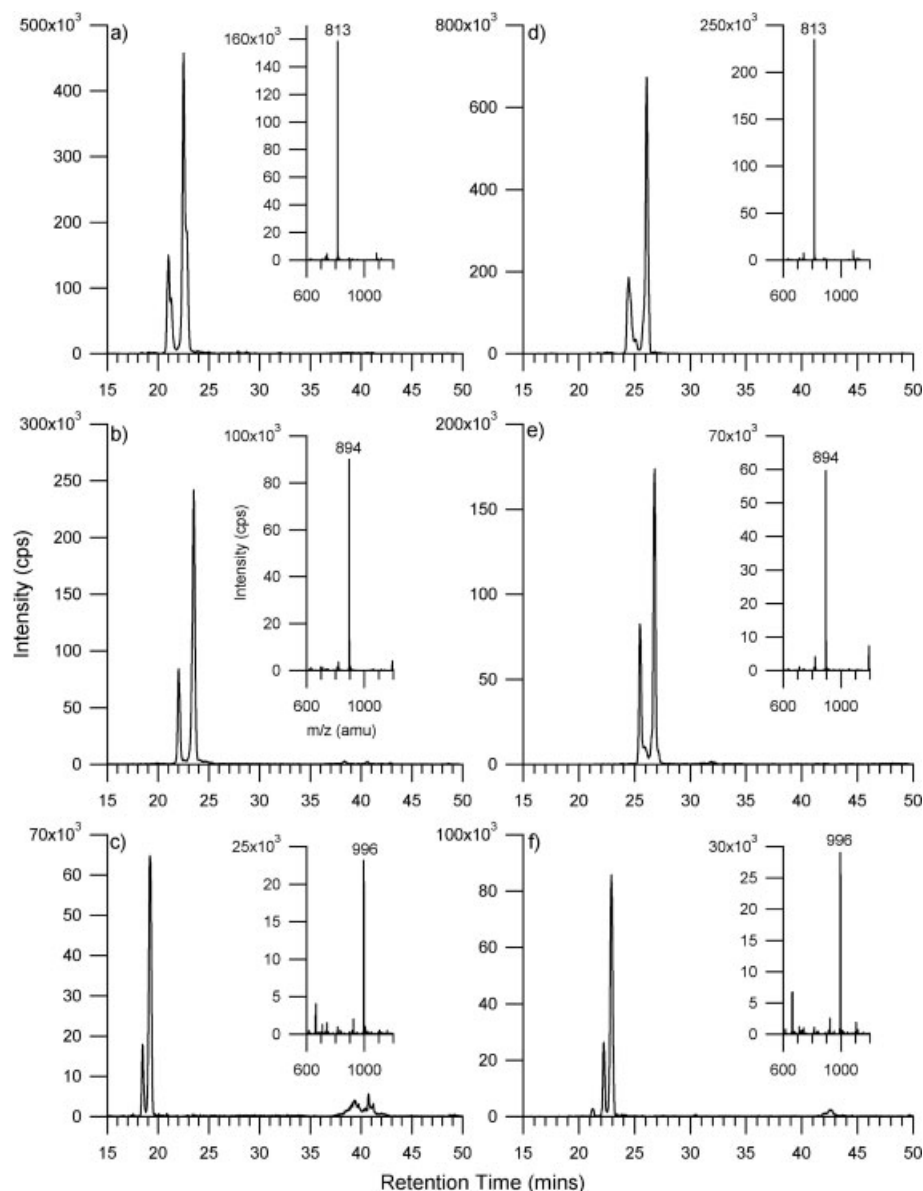 500x10³
a)
400
300
200
100
0
15 20 25 30 35 40 45 50
160x10³
813
140
120
100
80
60
40
20
0
600 1000
800x10³
d)
600
400
200
0
15 20 25 30 35 40 45 50
250x10³
813
200
150
100
50
0
600 1000
300x10³
b)
250
200
150
100
50
0
15 20 25 30 35 40 45 50
Intensity (cps)
100x10³
894
80
60
40
20
0
600 1000
Intensity (cps)
m/z (amu)
200x10³
e)
150
100
50
0
15 20 25 30 35 40 45 50
70x10³
894
60
50
40
30
20
10
0
600 1000
70x10³
c)
60
50
40
30
20
10
0
15 20 25 30 35 40 45 50
25x10³
996
20
15
10
5
0
600 1000
100x10³
f)
80
60
40
20
0
15 20 25 30 35 40 45 50
30x10³
996
25
20
15
10
5
0
600 1000
Retention Time (mins)